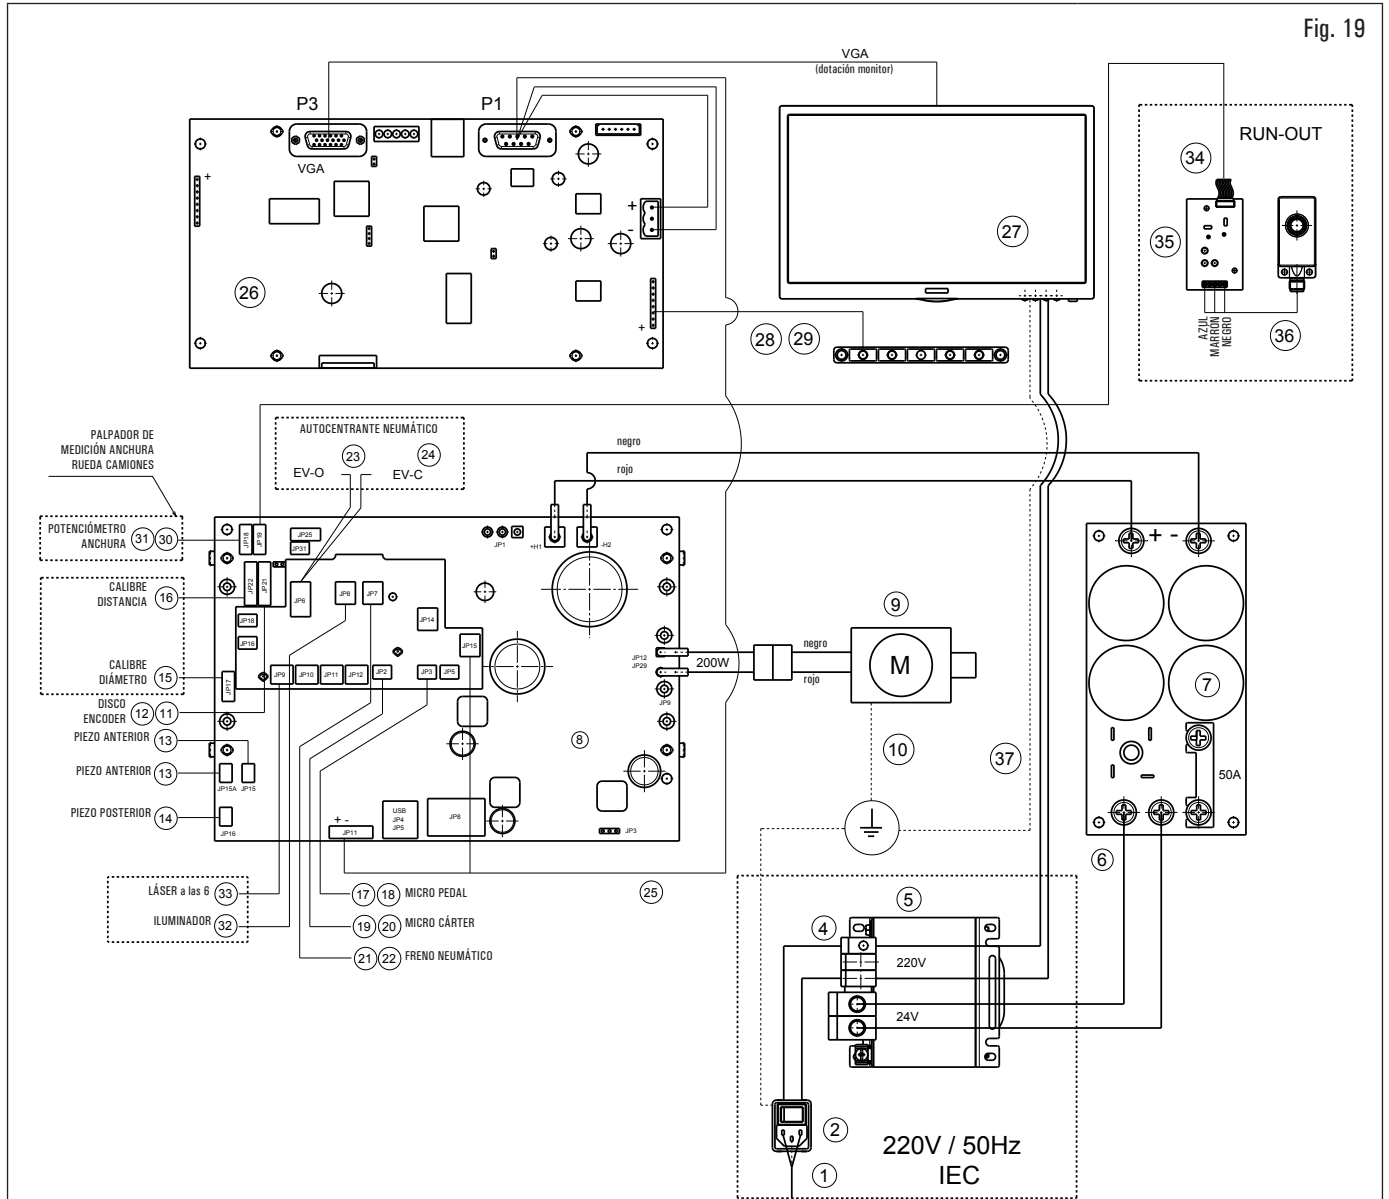 Fig. 19
VGA
(dotación monitor)
P3
P1
VGA
+
+
-
+
26
27
28
29
RUN-OUT
34
35
36
AZUL
MARRON
NEGRO
PALPADOR DE
MEDICIÓN ANCHURA
RUEDA CAMIONES
AUTOCENTRANTE NEUMÁTICO
EV-O
23
EV-C
24
negro
rojo
POTENCIÓMETRO
ANCHURA
31
30
JP18
JP19
JP25
JP31
JP1
+H1
-H2
+ -
CALIBRE
DISTANCIA
16
JP22
JP21
JP6
JP8
JP7
JP14
JP18
JP16
JP15
CALIBRE
DIÁMETRO
15
JP17
JP9
JP10
JP11
JP12
JP2
JP3
JP5
JP12
JP29
JP9
200W
negro
rojo
9
M
7
50A
6
DISCO
ENCODER
12
11
PIEZO ANTERIOR
13
PIEZO ANTERIOR
13
JP15A
JP15
PIEZO POSTERIOR
14
JP16
8
+ -
JP11
USB
JP4
JP5
JP8
JP3
10
37
LÁSER a las 6
33
ILUMINADOR
32
17
18
MICRO PEDAL
19
20
MICRO CÁRTER
21
22
FRENO NEUMÁTICO
25
4
5
220V
24V
2
1
220V / 50Hz
IEC